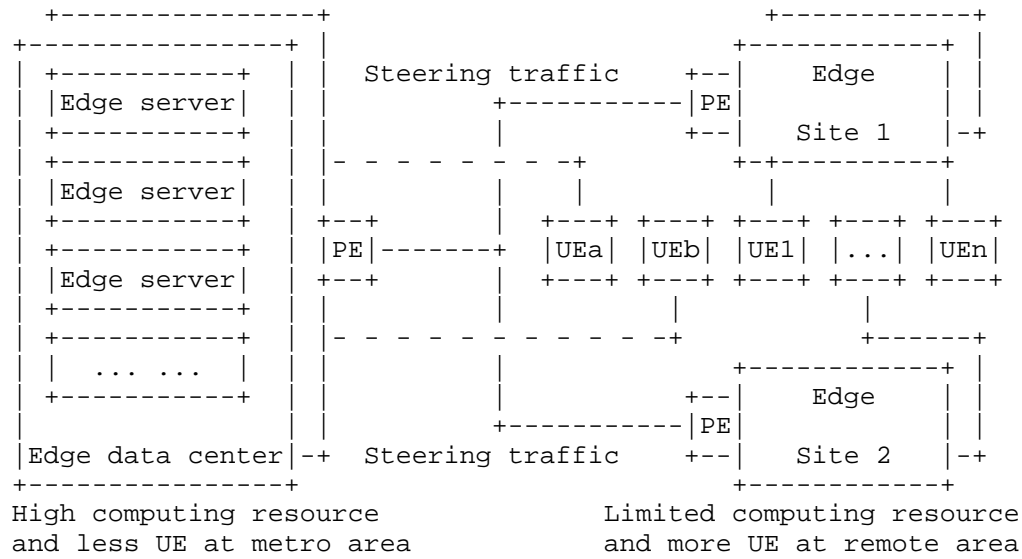 Steering traffic Edge
Edge server PE
Site 1
Edge server
PE UEa UEb UE1 ... UEn
Edge server
... ...
Edge
PE
Edge data center Steering traffic Site 2
High computing resource Limited computing resource
and less UE at metro area and more UE at remote area